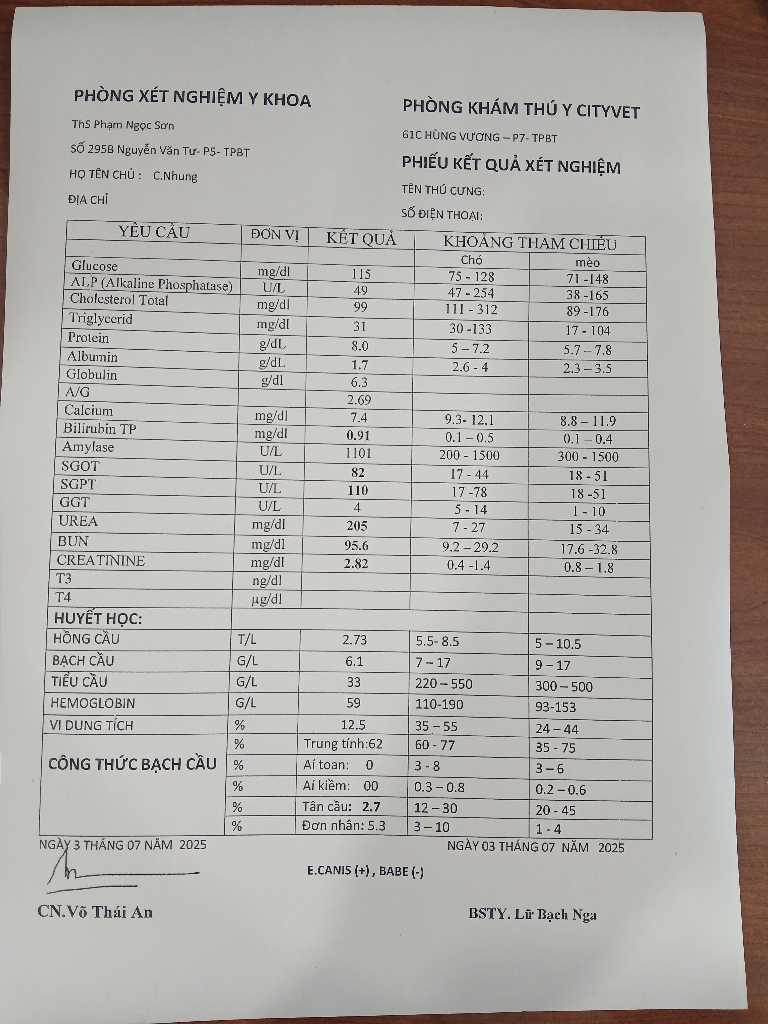 PHÒNG XÉT NGHIỆM Y KHOA
ThS Phạm Ngọc Sơn
SỐ 295B Nguyễn Văn Tư- P5- TPBT
HỌ TÊN CHỦ : C.Nhung
ĐỊA CHỈ
PHÒNG KHÁM THÚ Y CITYVET
61C HÙNG VƯƠNG – P7- TPBT
PHIẾU KẾT QUẢ XÉT NGHIỆM
TÊN THÚ CƯNG:
SỐ ĐIỆN THOẠI:
YÊU CẦU ĐƠN VỊ KẾT QUẢ KHOẢNG THAM CHIẾU
Chó mèo
Glucose mg/dl 115 75 - 128 71 -148
ALP (Alkaline Phosphatase) U/L 49 47 - 254 38 -165
Cholesterol Total mg/dl 99 111 - 312 89 -176
Triglycerid mg/dl 31 30 -133 17 - 104
Protein g/dL 8.0 5 – 7.2 5.7 – 7.8
Albumin g/dL 1.7 2.6 - 4 2.3 – 3.5
Globulin g/dl 6.3
A/G 2.69
Calcium mg/dl 7.4 9.3- 12.1 8.8 – 11.9
Bilirubin TP mg/dl 0.91 0.1 – 0.5 0.1 – 0.4
Amylase U/L 1101 200 - 1500 300 - 1500
SGOT U/L 82 17 - 44 18 - 51
SGPT U/L 110 17 -78 18 -51
GGT U/L 4 5 - 14 1 - 10
UREA mg/dl 205 7 - 27 15 - 34
BUN mg/dl 95.6 9.2 – 29.2 17.6 -32.8
CREATININE mg/dl 2.82 0.4 -1.4 0.8 – 1.8
T3 ng/dl
T4 µg/dl
HUYẾT HỌC:
HỒNG CẦU T/L 2.73 5.5- 8.5 5 – 10.5
BẠCH CẦU G/L 6.1 7 – 17 9 – 17
TIỂU CẦU G/L 33 220 – 550 300 – 500
HEMOGLOBIN G/L 59 110-190 93-153
VI DUNG TÍCH % 12.5 35 – 55 24 – 44
CÔNG THỨC BẠCH CẦU % Trung tính:62 60 - 77 35 - 75
% Aí toan: 0 3 - 8 3 – 6
% Aí kiềm: 00 0.3 – 0.8 0.2 – 0.6
% Tân cầu: 2.7 12 – 30 20 - 45
% Đơn nhân: 5.3 3 – 10 1 - 4
NGÀY 3 THÁNG 07 NĂM 2025
NGÀY 03 THÁNG 07 NĂM 2025
E.CANIS (+) , BABE (-)
CN.Võ Thái An
BSTY. Lữ Bạch Nga